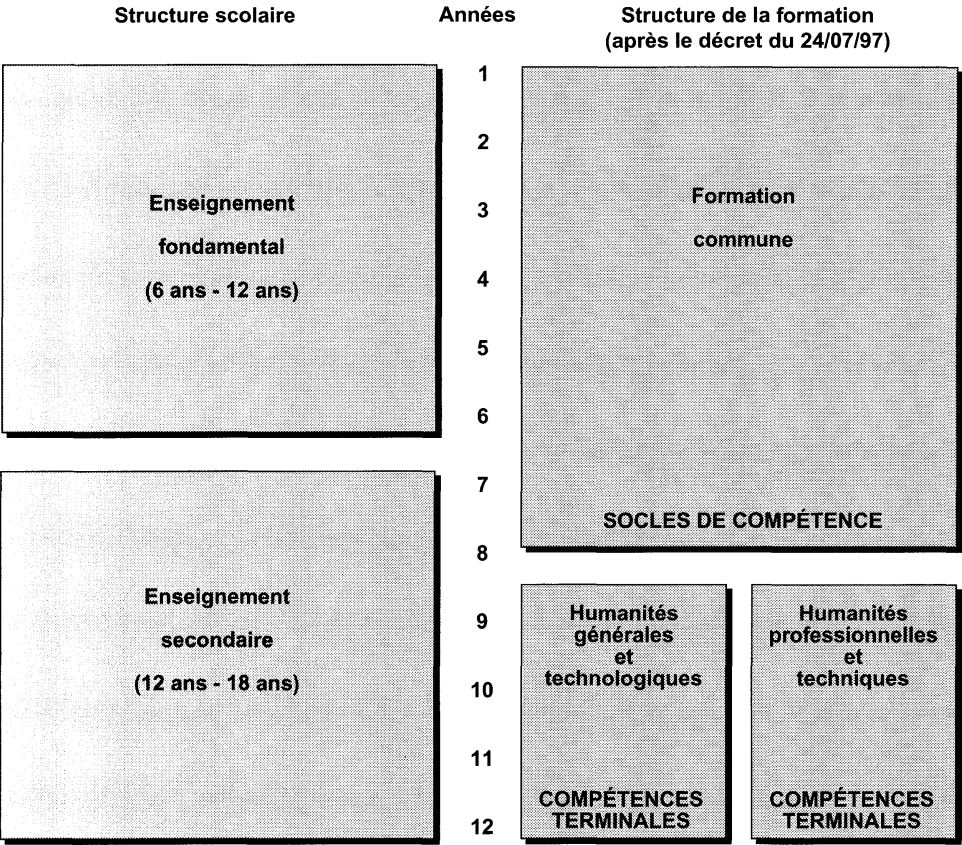 Structure scolaire
Années
Structure de la formation
(après le décret du 24/07/97)
Enseignement
fondamental
(6 ans - 12 ans)
Enseignement
secondaire
(12 ans - 18 ans)
1
2
3
4
5
6
7
8
9
10
11
12
Formation
commune
SOCLES DE COMPÉTENCE
Humanités
générales
et
technologiques
COMPÉTENCES
TERMINALES
Humanités
professionnelles
et
techniques
COMPÉTENCES
TERMINALES